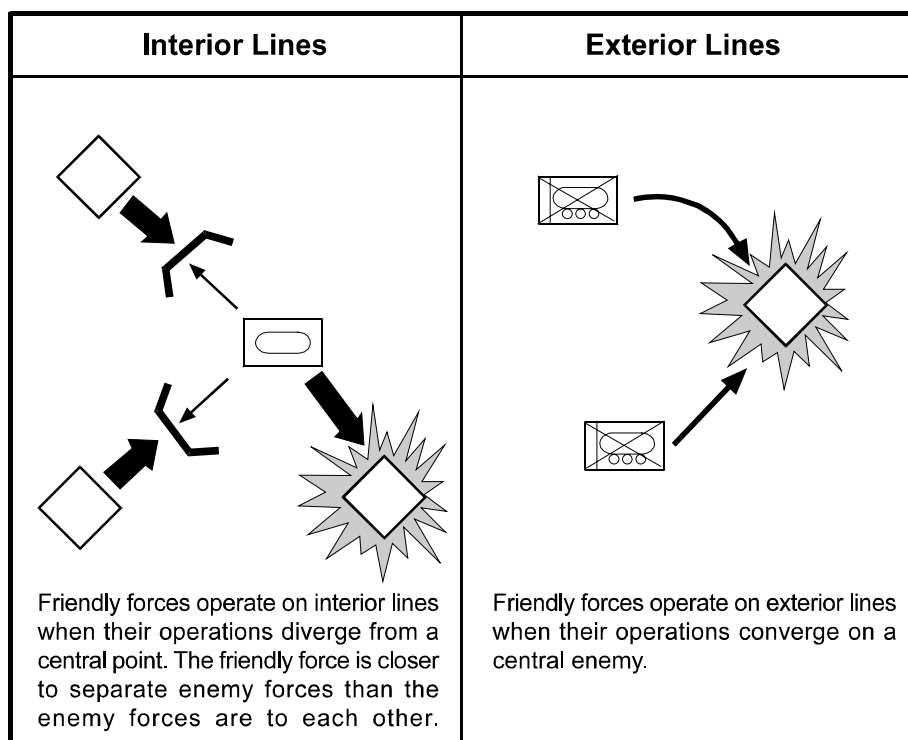 Interior Lines
Exterior Lines
Friendly forces operate on interior lines
when their operations diverge from a
central point. The friendly force is closer
to separate enemy forces than the
enemy forces are to each other.
Friendly forces operate on exterior lines
when their operations converge on a
central enemy.